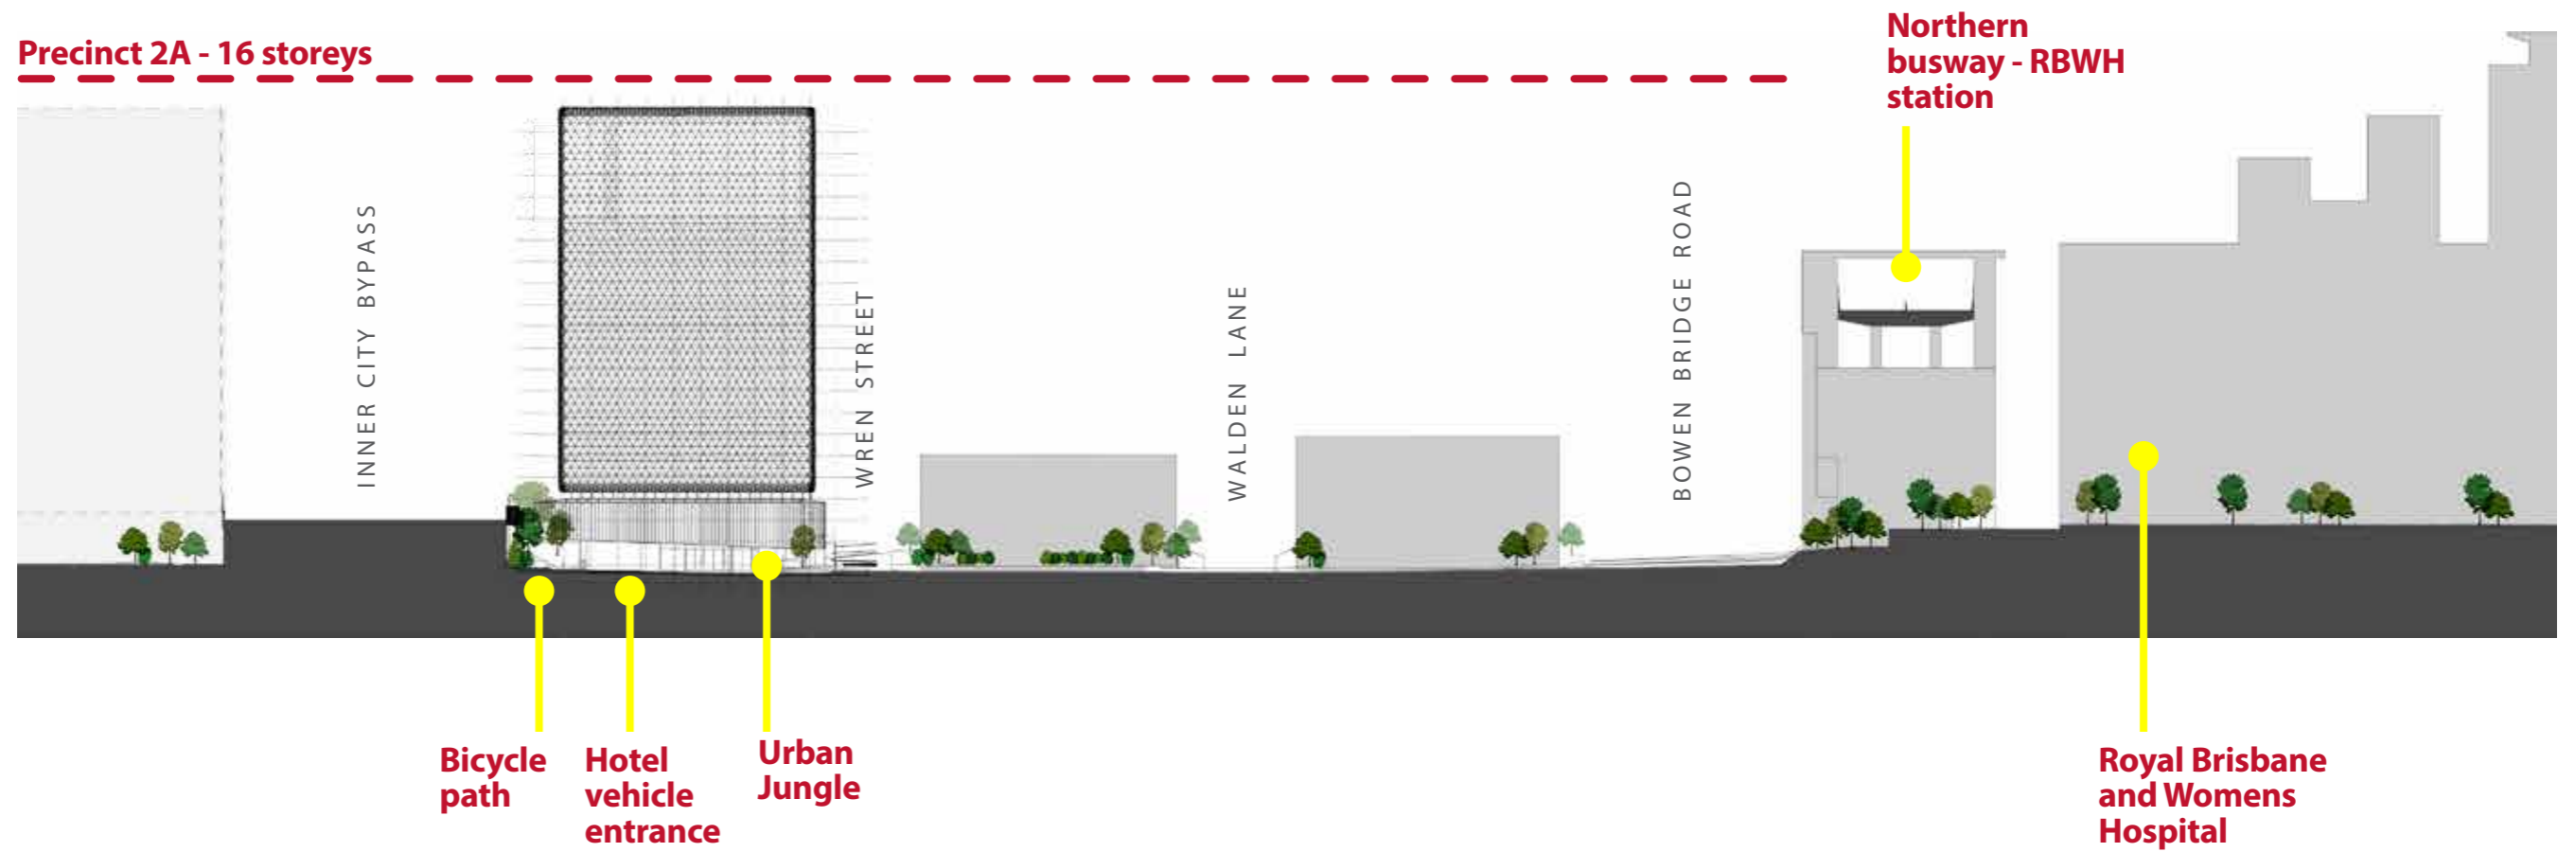 Precinct 2A - 16 storeys
Northern
busway - RBWH
station
INNER CITY BYPASS
WREN STREET
WALDEN LANE
BOWEN BRIDGE ROAD
Bicycle
path
Hotel
vehicle
entrance
Urban
Jungle
Royal Brisbane
and Womens
Hospital